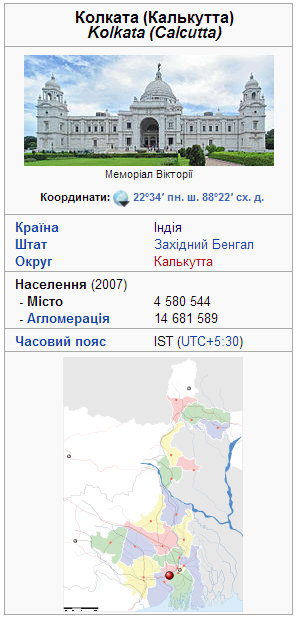 Колката (Калькутта)
Kolkata (Calcutta)
Меморіал Вікторії
Координати: 22°34′ пн. ш. 88°22′ сх. д.
Країна Індія
Штат Західний Бенгал
Округ Калькутта
Населення (2007)
- Місто 4 580 544
- Агломерація 14 681 589
Часовий пояс IST (UTC+5:30)